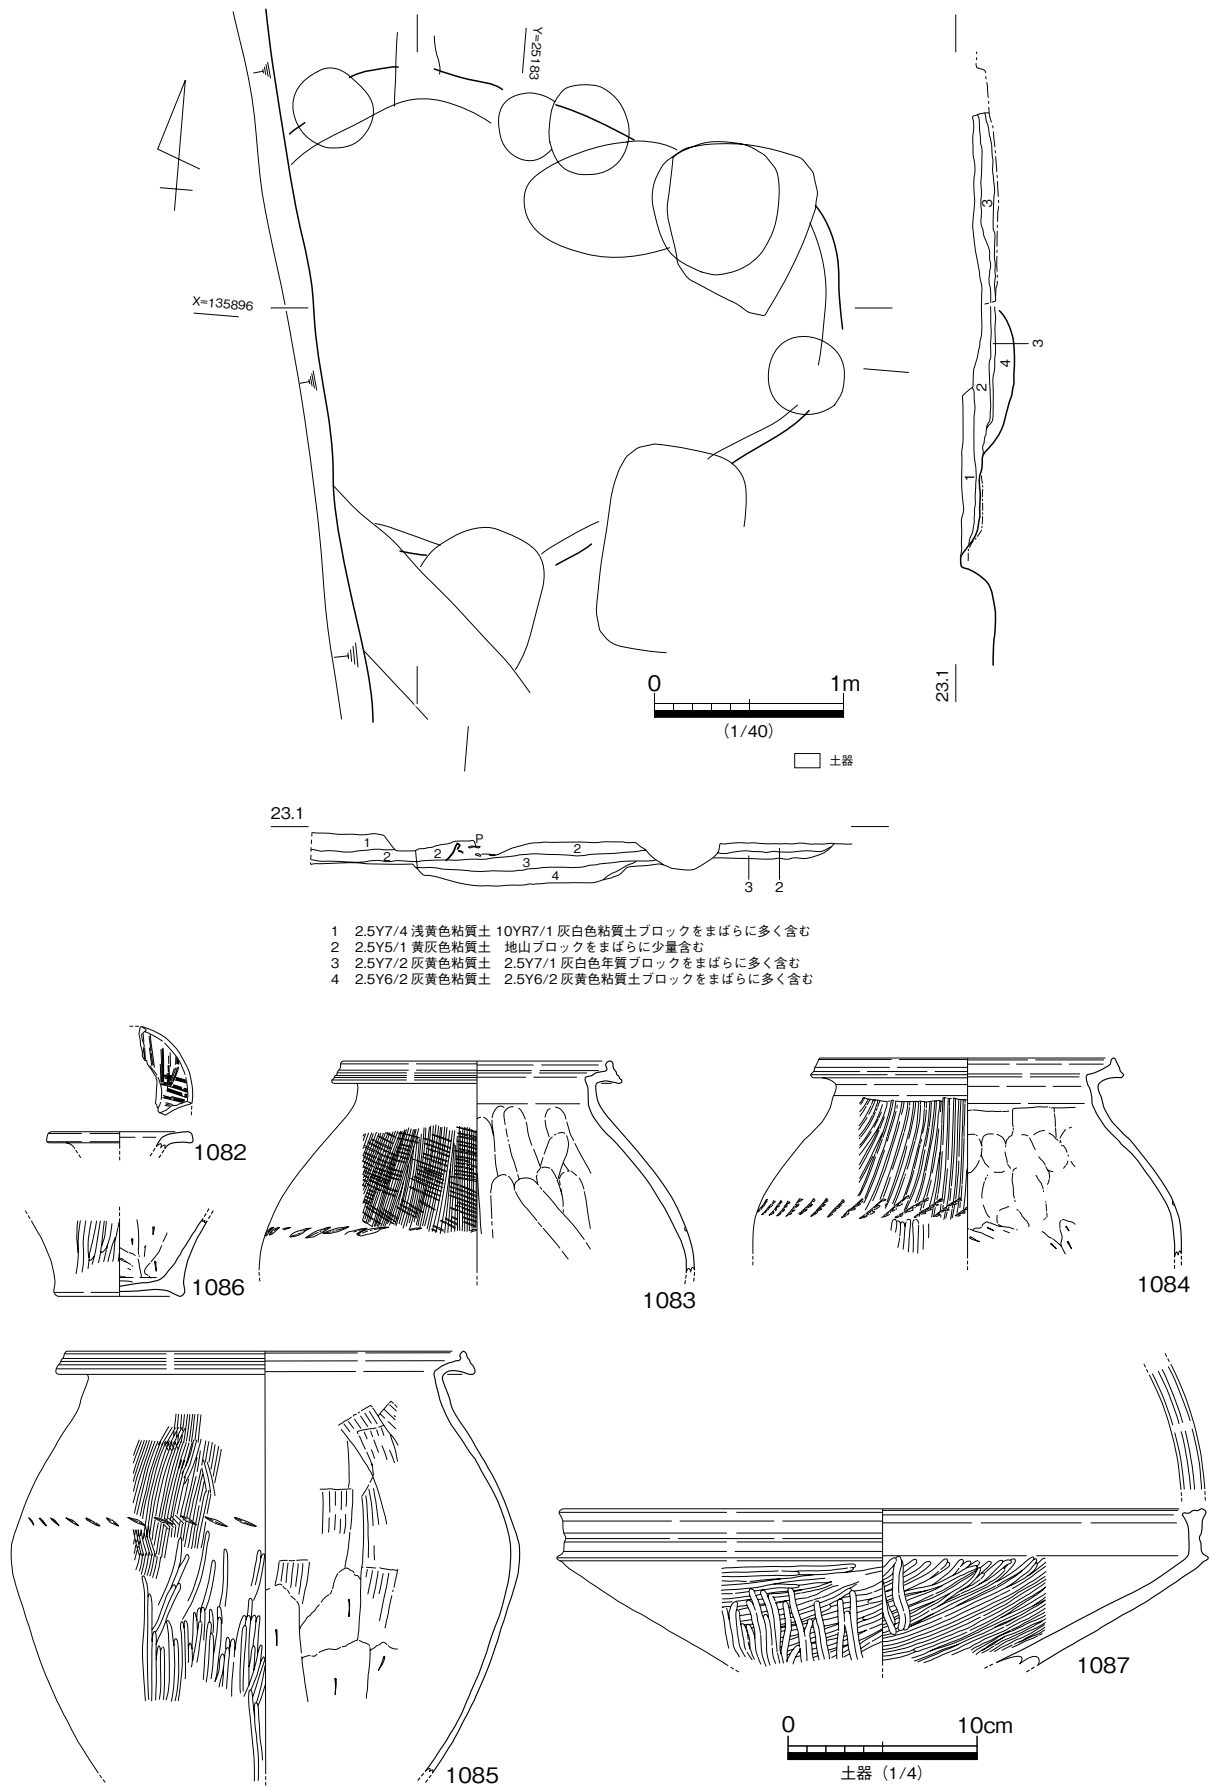 Y=25183
X=135896
3
3
4
2
1
23.1
0 1m
（1/40）
土器
23.1
1 2 2 P 2 3 4
3 2
1 2.5Y7/4 浅黄色粘質土 10YR7/1 灰白色粘質土ブロックをまばらに多く含む
2 2.5Y5/1 黄灰色粘質土 地山ブロックをまばらに少量含む
3 2.5Y7/2 灰黄色粘質土 2.5Y7/1 灰白色年質ブロックをまばらに多く含む
4 2.5Y6/2 灰黄色粘質土 2.5Y6/2 灰黄色粘質土ブロックをまばらに多く含む
1082
1086
1083
1084
1085
1087
0 10cm
土器（1/4）